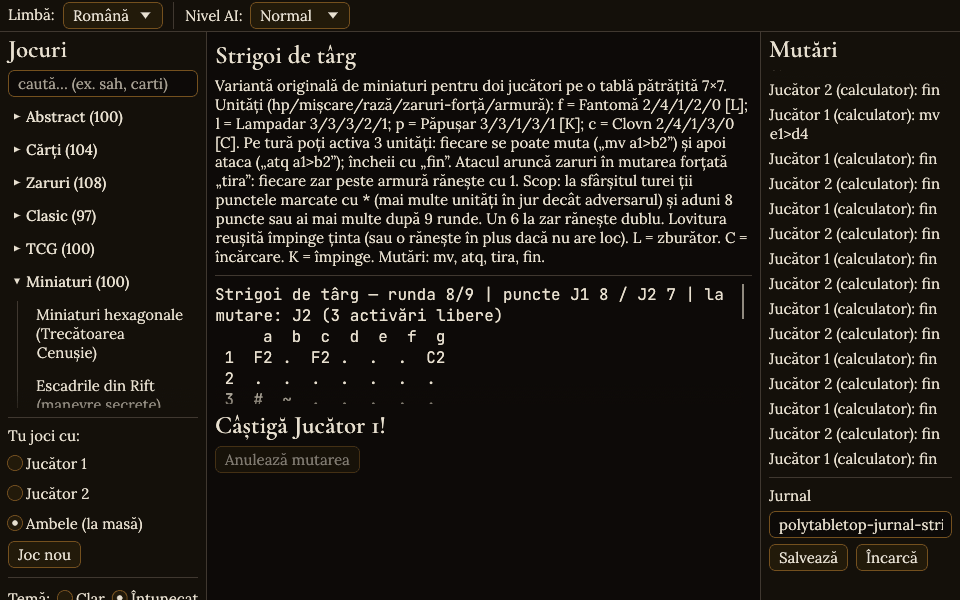 Limbă: Română Nivel AI: Normal
Jocuri
caută... (ex. sah, carti)
Abstract (100)
Cărți (104)
Zaruri (108)
Clasic (97)
TCG (100)
Miniaturi (100)
Miniaturi hexagonale
(Trecătoarea
Cenușie)
Escadrile din Rift
(manevre secrete)
Tu joci cu:
Jucător 1
Jucător 2
Ambele (la masă)
Joc nou
Temă: Clar Întunecat
Strigoi de târg
Variantă originală de miniaturi pentru doi jucători pe o tablă pătrățită 7×7.
Unități (hp/mișcare/rază/zaruri-forță/armură): f = Fantomă 2/4/1/2/0 [L];
l = Lampadar 3/3/3/2/1; p = Păpușar 3/3/1/3/1 [K]; c = Clovn 2/4/1/3/0
[C]. Pe tură poți activa 3 unități: fiecare se poate muta („mv a1>b2”) și apoi
ataca („atq a1>b2”); închei cu „fin”. Atacul aruncă zaruri în mutarea forțată
„tira”: fiecare zar peste armură rănește cu 1. Scop: la sfârșitul turei ții
punctele marcate cu * (mai multe unități în jur decât adversarul) și aduni 8
puncte sau ai mai multe după 9 runde. Un 6 la zar rănește dublu. Lovitura
reușită împinge ținta (sau o rănește în plus dacă nu are loc). L = zburător. C =
încărcare. K = împinge. Mutări: mv, atq, tira, fin.
Strigoi de târg — runda 8/9 | puncte J1 8 / J2 7 | la
mutare: J2 (3 activări libere)
a b c d e f g
1 F2 . F2 . . . C2
2 . . . . . . .
3 # ~ . . . . .
Câștigă Jucător 1!
Anulează mutarea
Mutări
Jucător 2 (calculator): fin
Jucător 1 (calculator): mv
e1>d4
Jucător 1 (calculator): fin
Jucător 2 (calculator): fin
Jucător 1 (calculator): fin
Jucător 2 (calculator): fin
Jucător 1 (calculator): fin
Jucător 2 (calculator): fin
Jucător 1 (calculator): fin
Jucător 2 (calculator): fin
Jucător 1 (calculator): fin
Jucător 2 (calculator): fin
Jucător 1 (calculator): fin
Jucător 2 (calculator): fin
Jucător 1 (calculator): fin
Jurnal
polytabletop-jurnal-stri
Salvează Încarcă